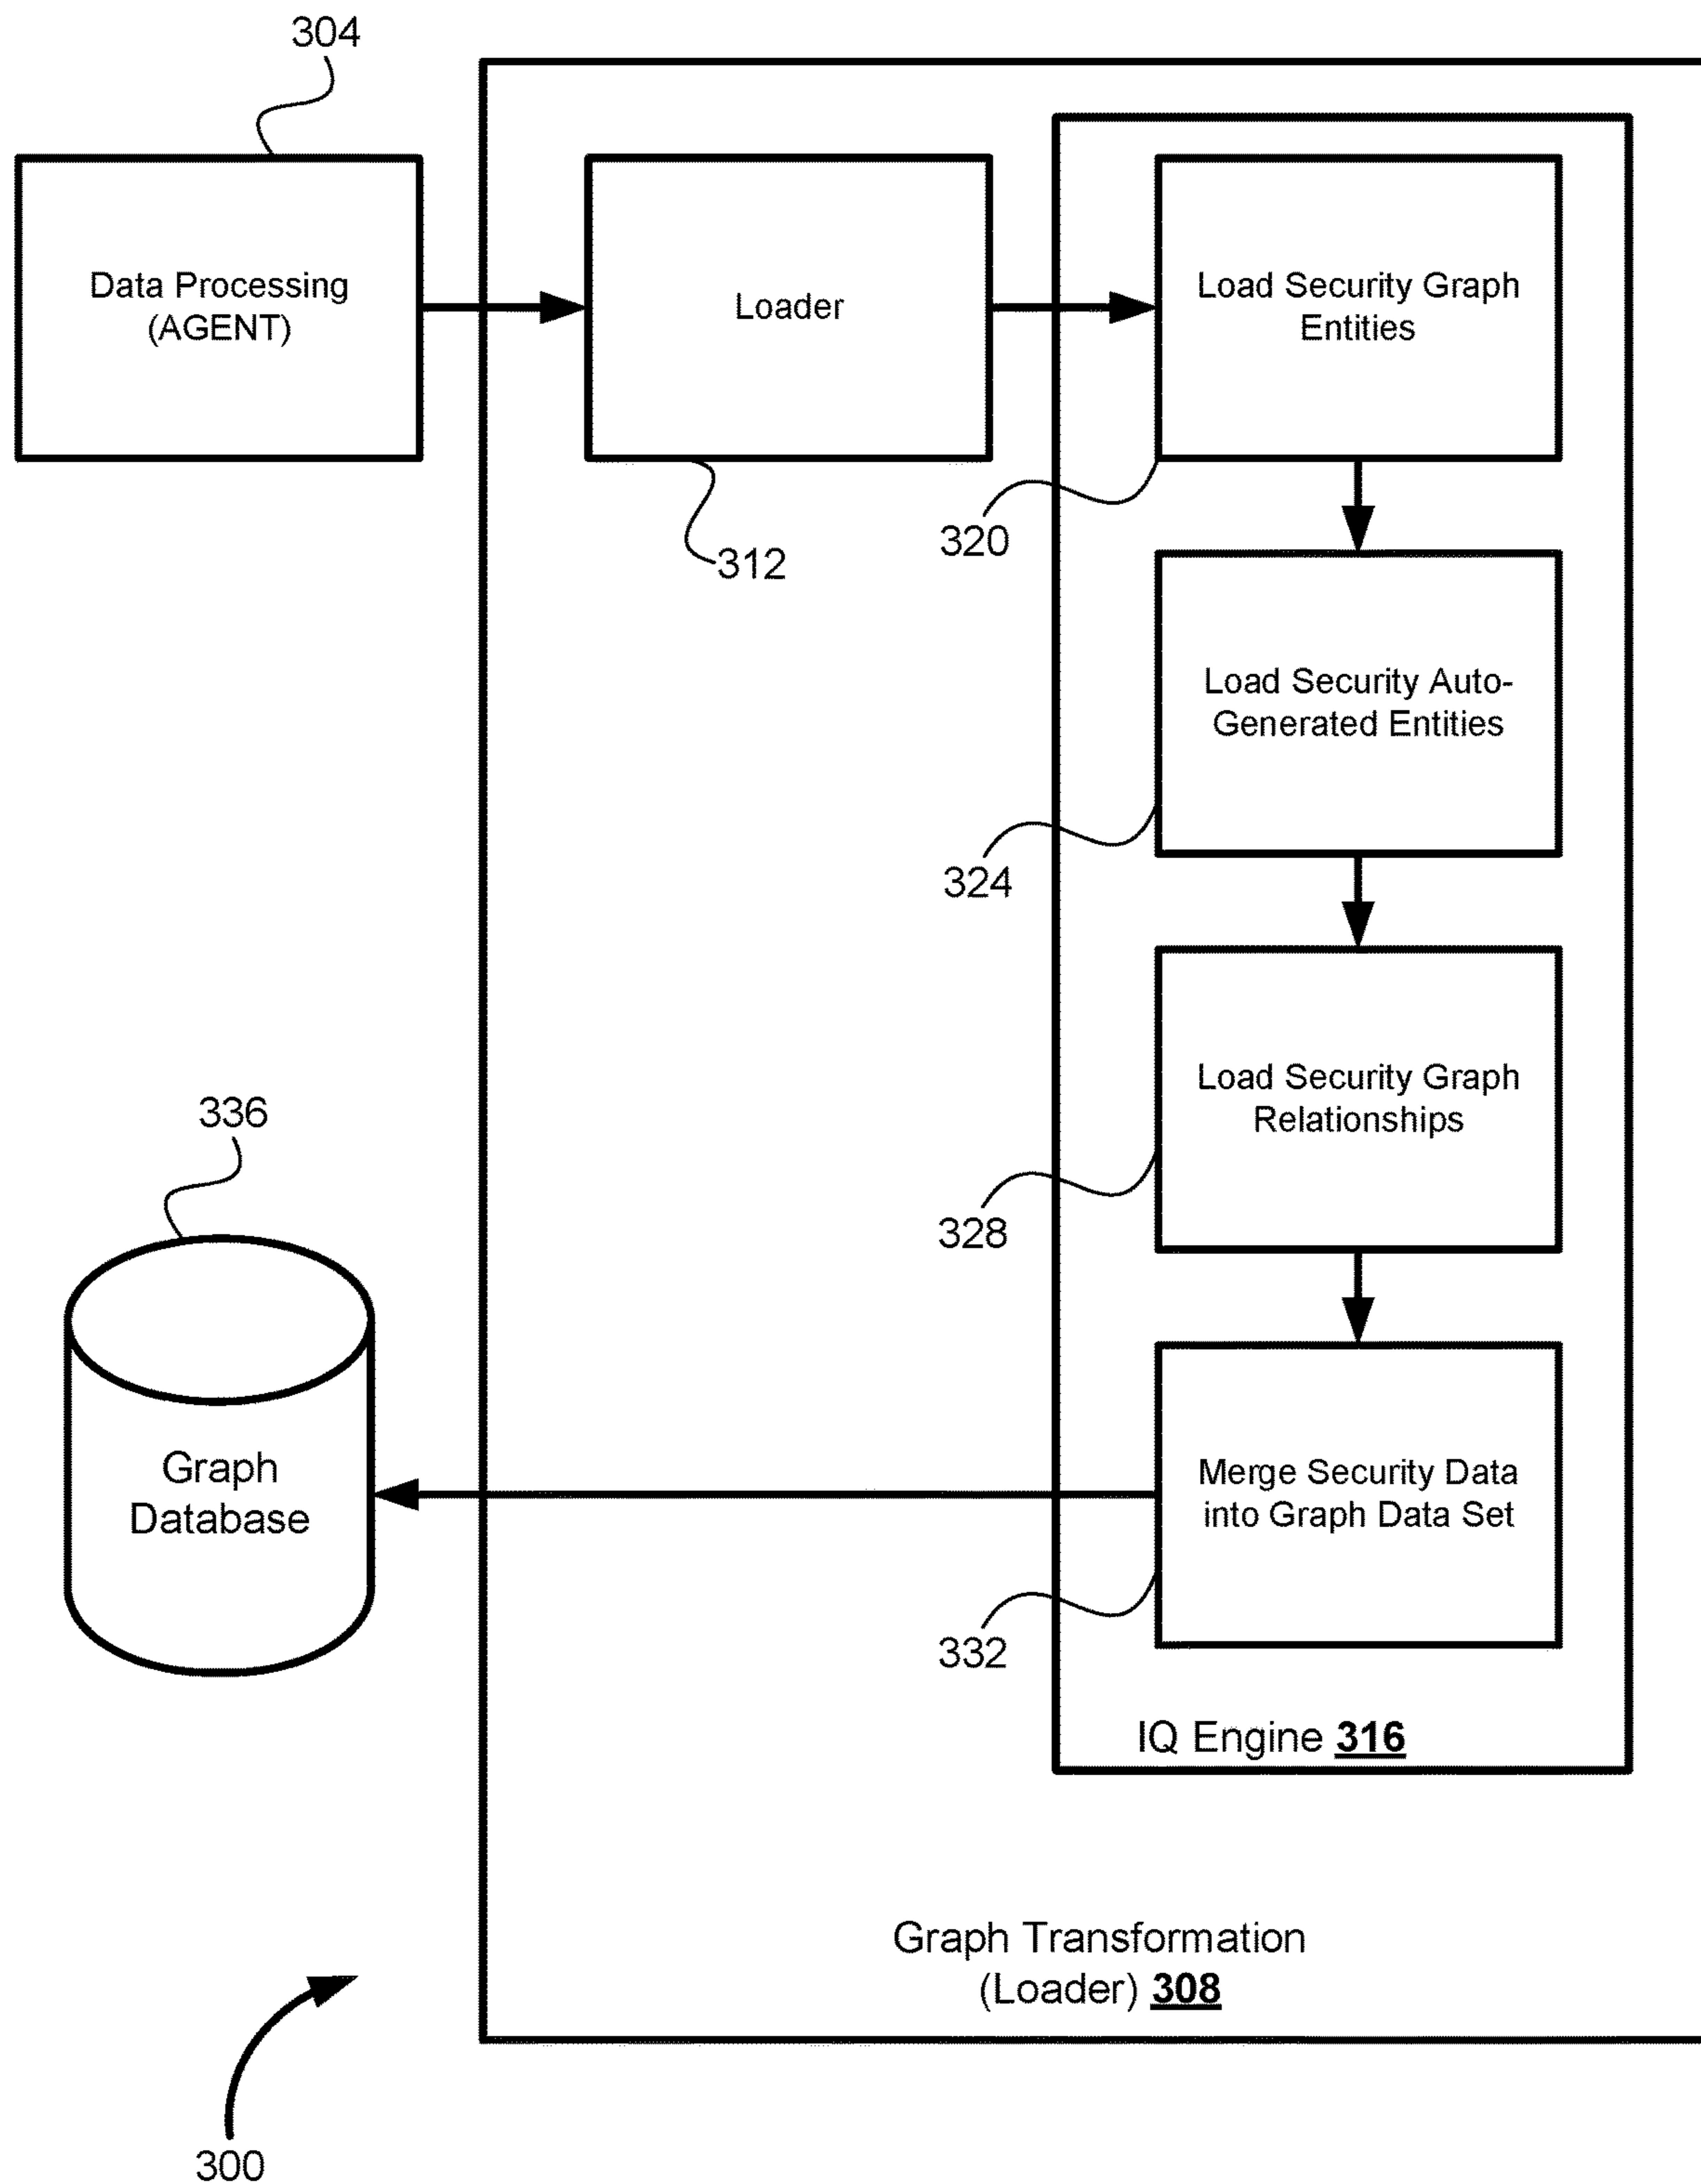 304
Data Processing
(AGENT)
Loader
Load Security Graph
Entities
312
320
Load Security Auto-
Generated Entities
324
Load Security Graph
Relationships
336
328
Graph
Database
Merge Security Data
into Graph Data Set
332
IQ Engine 316
Graph Transformation
(Loader) 308
300